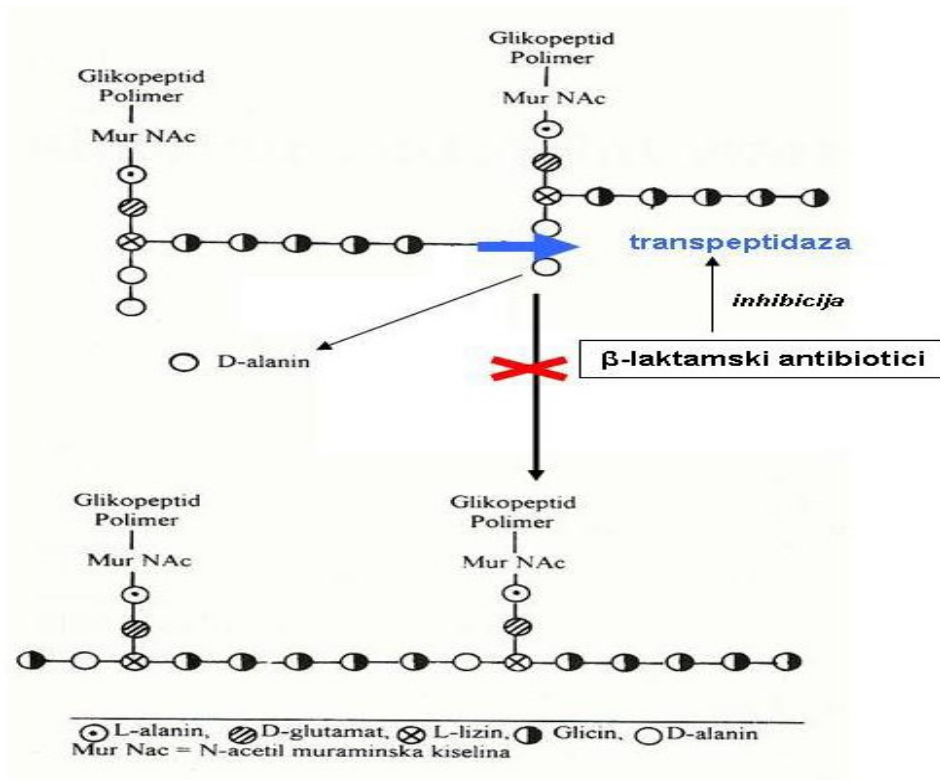 Glikopeptid
Polimer
Mur NAc
Glikopeptid
Polimer
Mur NAc
transpeptidaza
inhibicija
β-laktamski antibiotici
D-alanin
Glikopeptid
Polimer
Mur NAc
Glikopeptid
Polimer
Mur NAc
L-alanin, D-glutamat, L-lizin, Glicin, D-alanin
Mur Nac = N-acetil muraminska kiselina